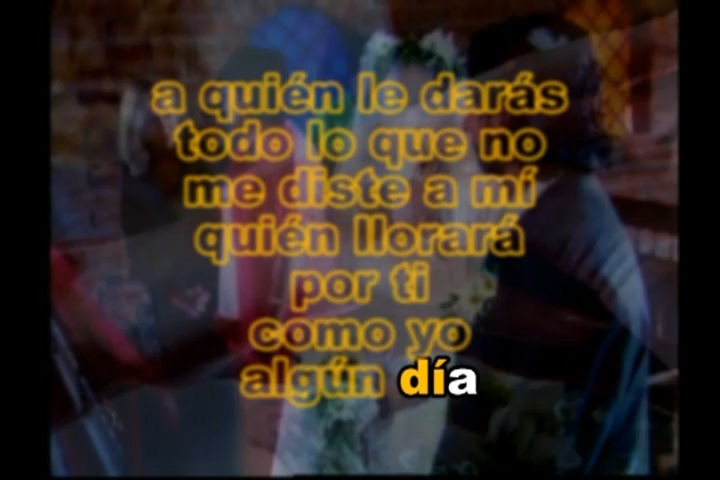 a quién le darás
todo lo que no
me diste a mí
quién llorará
por ti
como yo
algún día